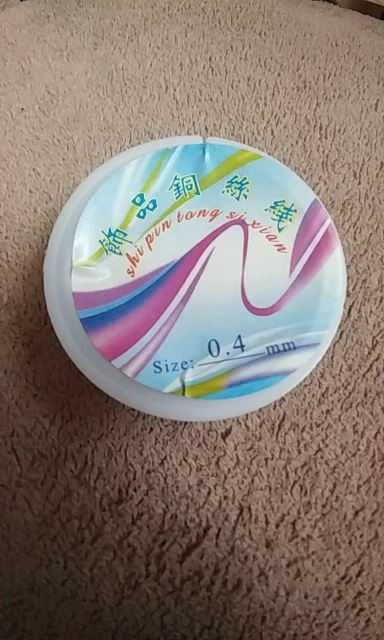 飾品銅絲綫
shi pin tong si xian
Size: 0.4 mm